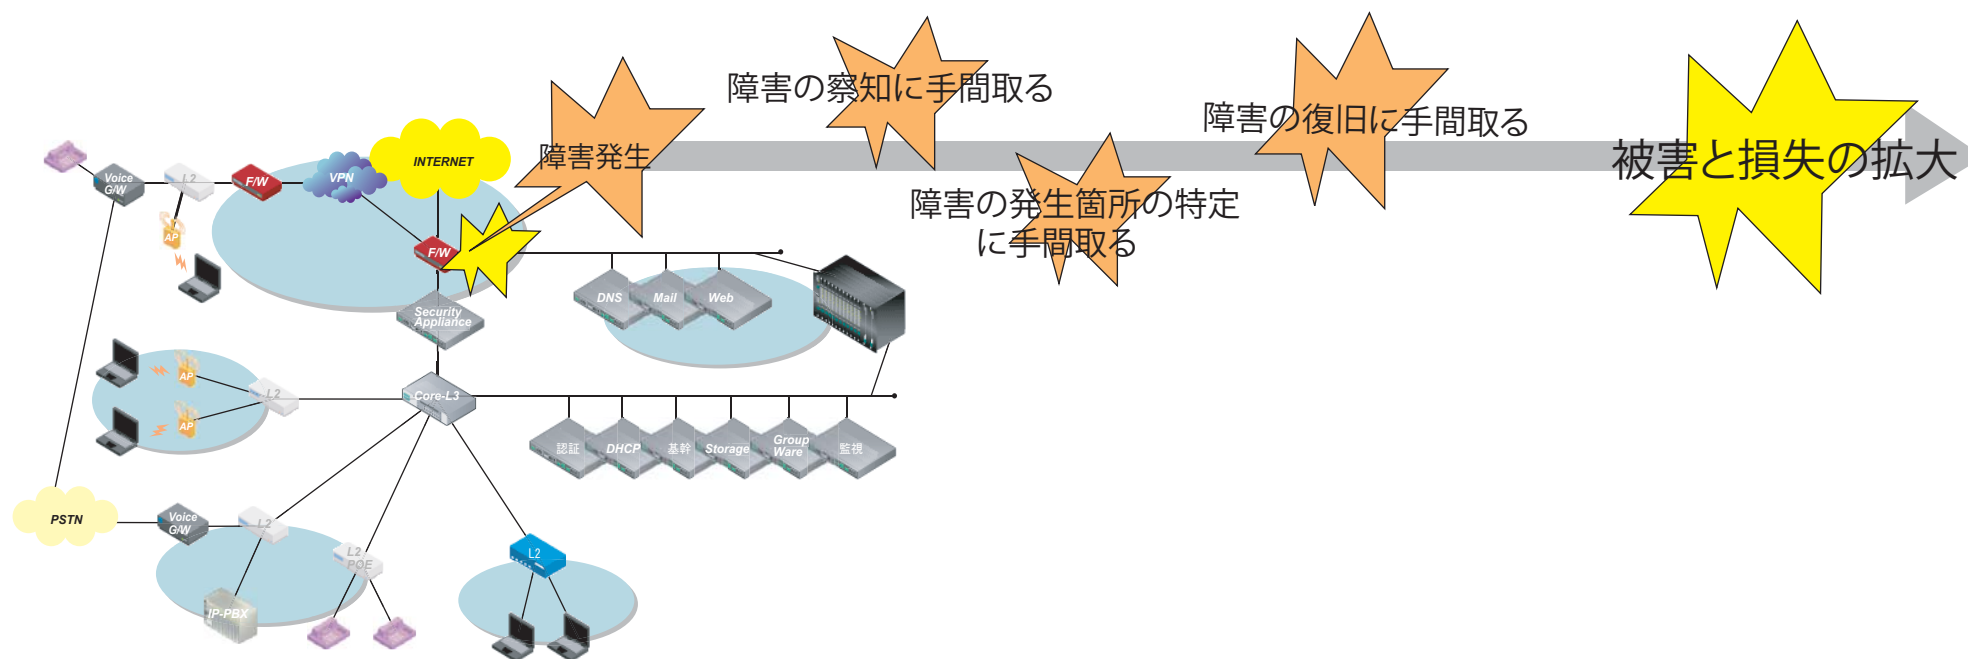 障害の察知に手間取る
障害の復旧に手間取る
障害発生
被害と損失の拡大
障害の発生箇所の特定
に手間取る
INTERNET
VPN
F/W
L2
Voice
G/W
AP
F/W
Security
Appliance
DNS
Mail
Web
AP
L2
AP
Core-L3
認証
DHCP
基幹
Storage
Group
Ware
監視
PSTN
Voice
G/W
L2
L2
POE
L2
IP-PBX